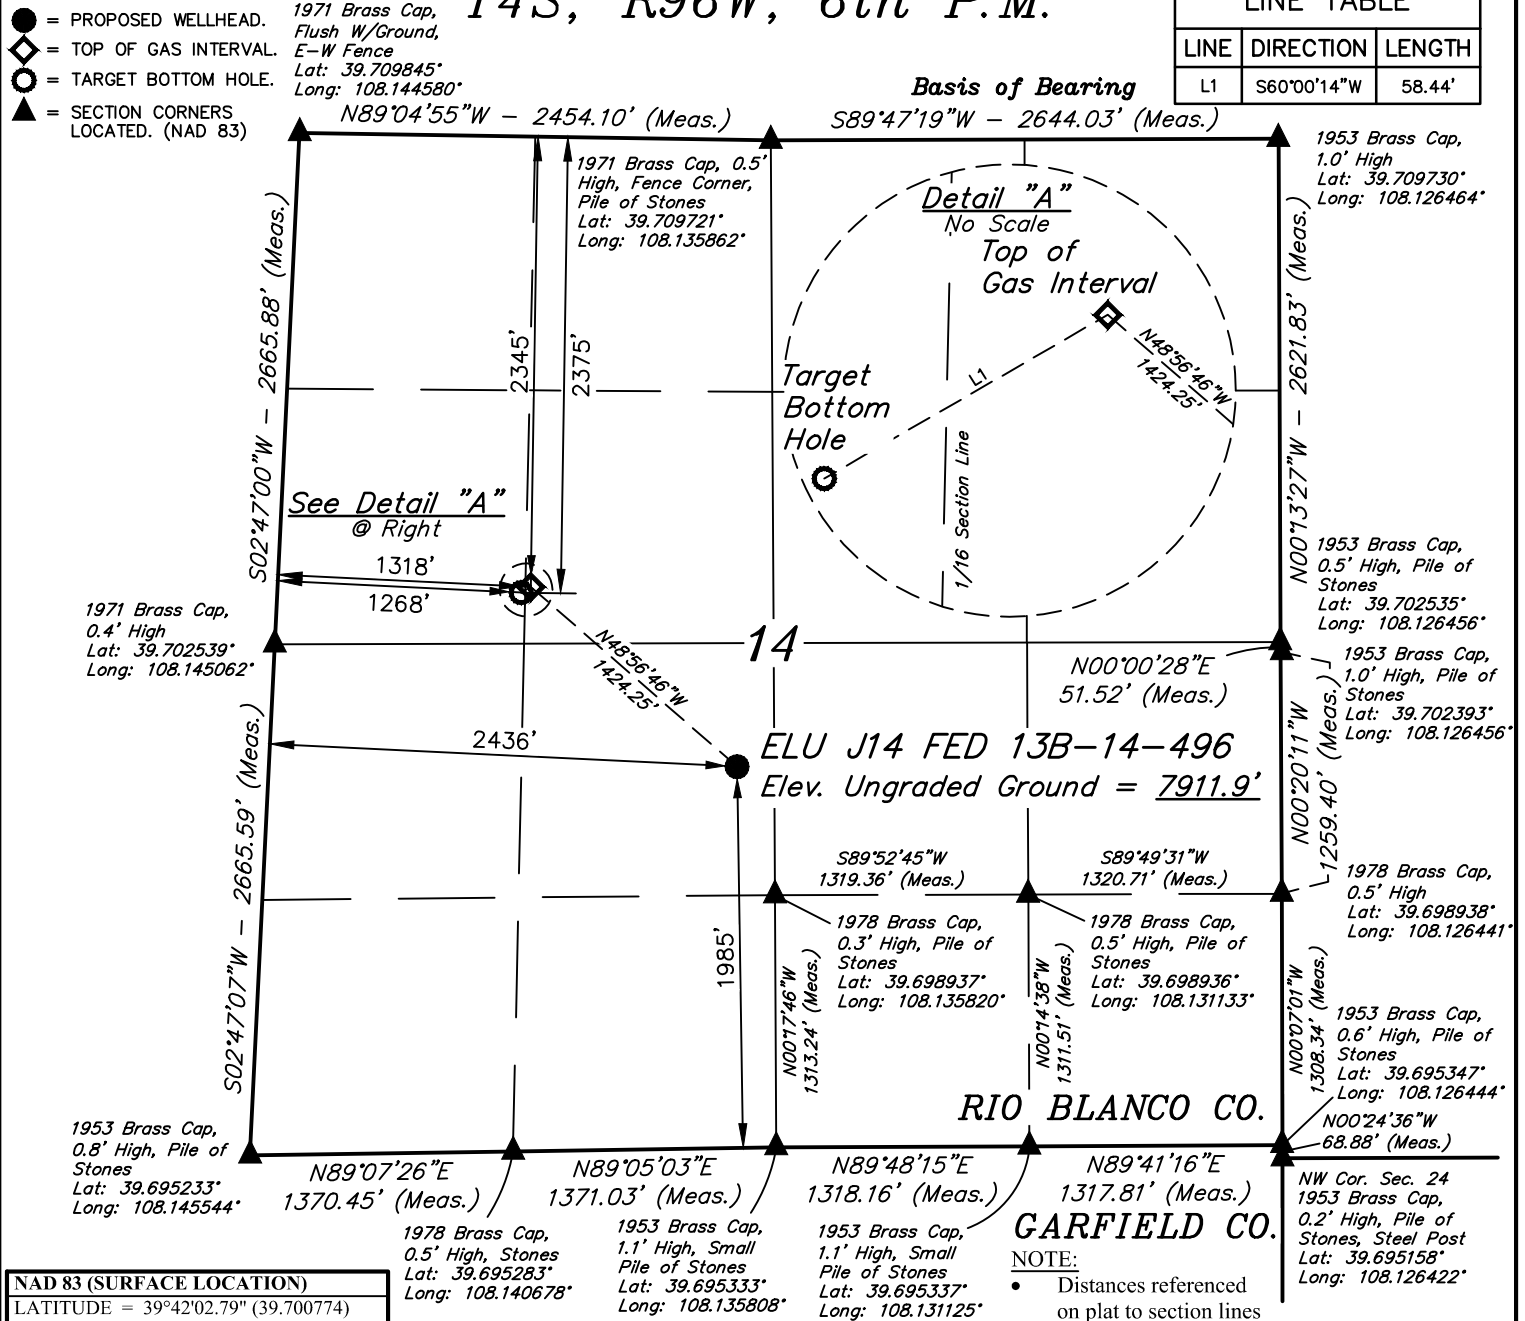 T4S, R96W, 6th P.M.
= PROPOSED WELLHEAD.
= TOP OF GAS INTERVAL.
= TARGET BOTTOM HOLE.
= SECTION CORNERS
LOCATED. (NAD 83)
1971 Brass Cap,
Flush W/Ground,
E-W Fence
Lat: 39.709845°
Long: 108.144580°
LINE TABLE
LINE DIRECTION LENGTH
L1 S60°00'14"W 58.44'
Basis of Bearing
N89°04'55"W - 2454.10' (Meas.)
S89°47'19"W - 2644.03' (Meas.)
1953 Brass Cap,
1.0' High
Lat: 39.709730°
Long: 108.126464°
1971 Brass Cap, 0.5'
High, Fence Corner,
Pile of Stones
Lat: 39.709721°
Long: 108.135862°
Detail "A"
No Scale
Top of
Gas Interval
N48°56'46"W
1424.25'
L1
Target
Bottom
Hole
1/16 Section Line
S02°47'00"W - 2665.88' (Meas.)
2345'
2375'
N00°13'27"W - 2621.83' (Meas.)
See Detail "A"
@ Right
1318'
1268'
1953 Brass Cap,
0.5' High, Pile of
Stones
Lat: 39.702535°
Long: 108.126456°
1971 Brass Cap,
0.4' High
Lat: 39.702539°
Long: 108.145062°
14
N48°56'46"W
1424.25'
N00°00'28"E
51.52' (Meas.)
1953 Brass Cap,
1.0' High, Pile of
Stones
Lat: 39.702393°
Long: 108.126456°
2436'
ELU J14 FED 13B-14-496
Elev. Ungraded Ground = 7911.9'
N00°20'11"W
1259.40' (Meas.)
S02°47'07"W - 2665.59' (Meas.)
S89°52'45"W
1319.36' (Meas.)
S89°49'31"W
1320.71' (Meas.)
1978 Brass Cap,
0.5' High
Lat: 39.698938°
Long: 108.126441°
1985'
1978 Brass Cap,
0.3' High, Pile of
Stones
Lat: 39.698937°
Long: 108.135820°
1978 Brass Cap,
0.5' High, Pile of
Stones
Lat: 39.698936°
Long: 108.131133°
N00°17'46"W
1313.24' (Meas.)
N00°14'38"W
1311.51' (Meas.)
N00°07'01"W
1308.34' (Meas.)
1953 Brass Cap,
0.6' High, Pile of
Stones
Lat: 39.695347°
Long: 108.126444°
RIO BLANCO CO.
N00°24'36"W
68.88' (Meas.)
1953 Brass Cap,
0.8' High, Pile of
Stones
Lat: 39.695233°
Long: 108.145544°
N89°07'26"E
1370.45' (Meas.)
N89°05'03"E
1371.03' (Meas.)
N89°48'15"E
1318.16' (Meas.)
N89°41'16"E
1317.81' (Meas.)
NW Cor. Sec. 24
1953 Brass Cap,
0.2' High, Pile of
Stones, Steel Post
Lat: 39.695158°
Long: 108.126422°
1978 Brass Cap,
0.5' High, Stones
Lat: 39.695283°
Long: 108.140678°
1953 Brass Cap,
1.1' High, Small
Pile of Stones
Lat: 39.695333°
Long: 108.135808°
1953 Brass Cap,
1.1' High, Small
Pile of Stones
Lat: 39.695337°
Long: 108.131125°
GARFIELD CO.
NOTE:
• Distances referenced
on plat to section lines
NAD 83 (SURFACE LOCATION)
LATITUDE = 39°42'02.79" (39.700774)